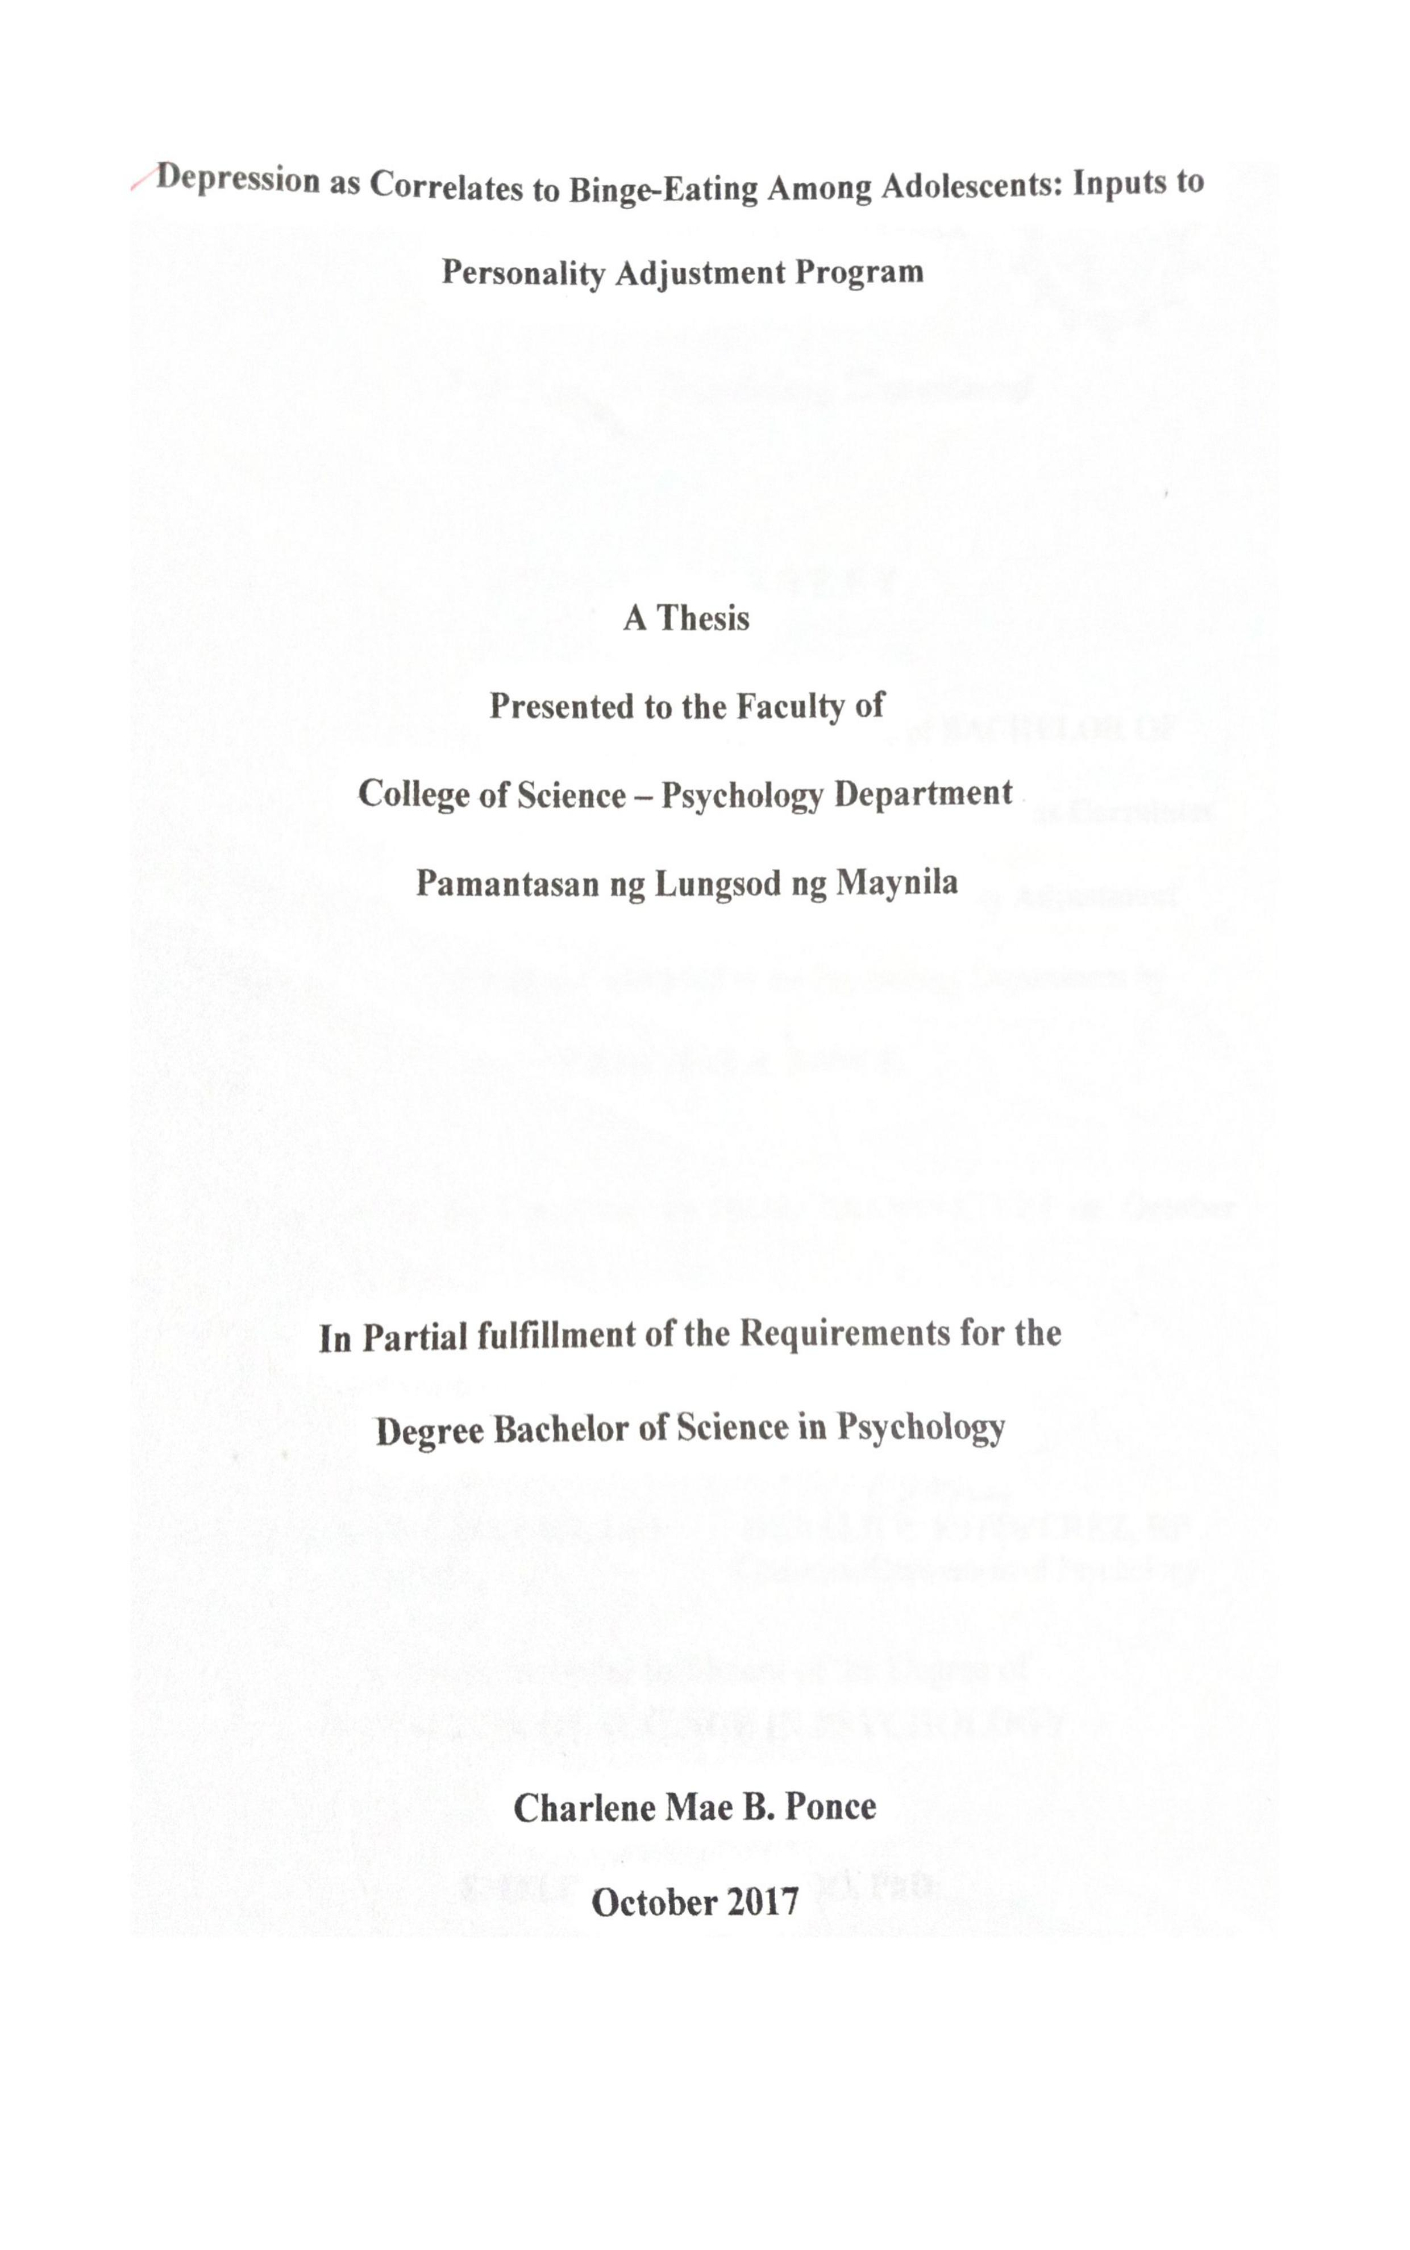 Depression as Correlates to Binge-Eating Among Adolescents: Inputs to
Personality Adjustment Program
A Thesis
Presented to the Faculty of
College of Science – Psychology Department
Pamantasan ng Lungsod ng Maynila
In Partial fulfillment of the Requirements for the
Degree Bachelor of Science in Psychology
Charlene Mae B. Ponce
October 2017